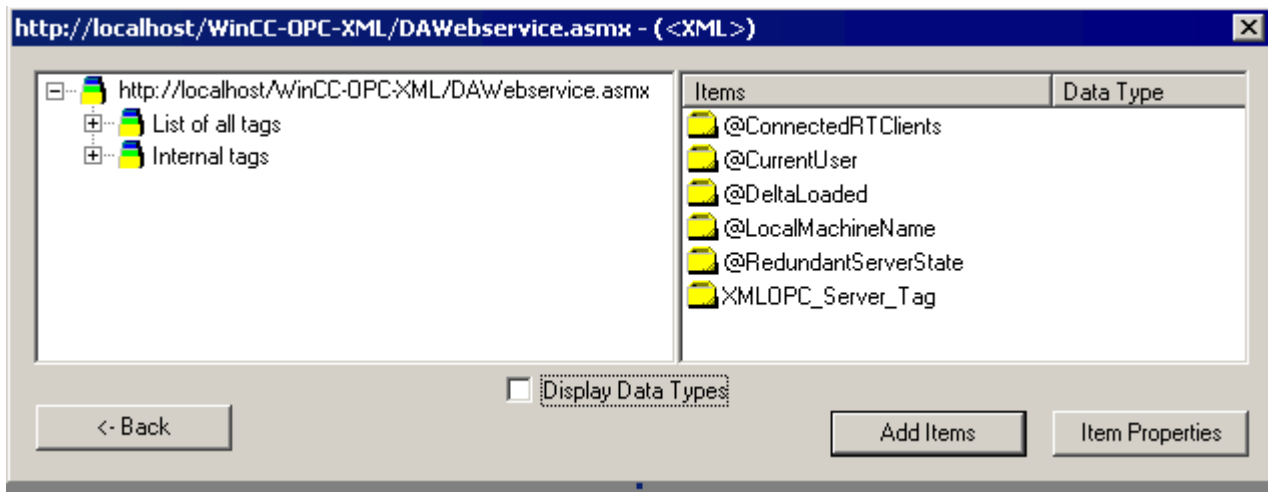 http://localhost/WinCC-OPC-XML/DAWebservice.asmx - (<XML>)
http://localhost/WinCC-OPC-XML/DAWebservice.asmx
List of all tags
Internal tags
Items Data Type
@ConnectedRTClients
@CurrentUser
@DeltaLoaded
@LocalMachineName
@RedundantServerState
XMLOPC_Server_Tag
Display Data Types
<- Back
Add Items
Item Properties